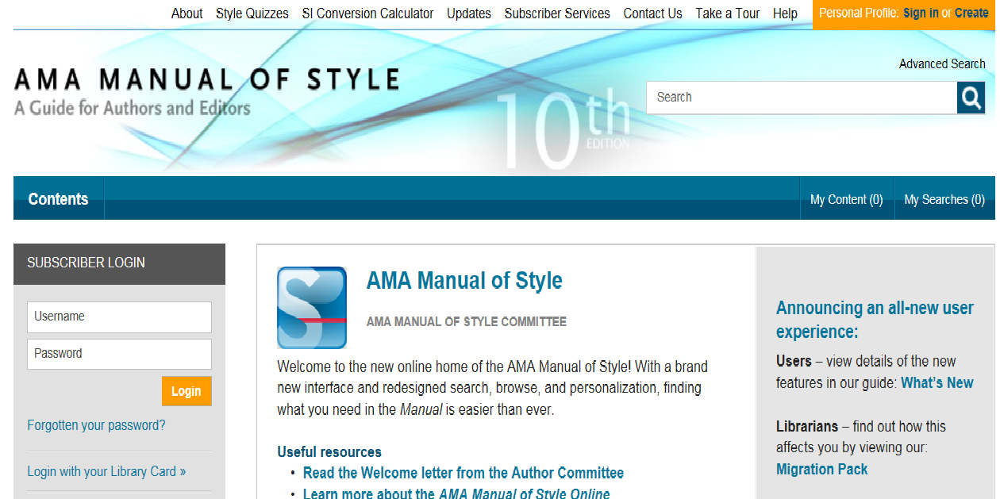 About Style Quizzes SI Conversion Calculator Updates Subscriber Services Contact Us Take a Tour Help Personal Profile: Sign in or Create
Advanced Search
AMA MANUAL OF STYLE
A Guide for Authors and Editors
10th
EDITION
Search
Contents
My Content (0) My Searches (0)
SUBSCRIBER LOGIN
Username
Password
Login
Forgotten your password?
Login with your Library Card »
S
AMA Manual of Style
AMA MANUAL OF STYLE COMMITTEE
Welcome to the new online home of the AMA Manual of Style! With a brand
new interface and redesigned search, browse, and personalization, finding
what you need in the Manual is easier than ever.
Useful resources
• Read the Welcome letter from the Author Committee
• Learn more about the AMA Manual of Style Online
Announcing an all-new user
experience:
Users – view details of the new
features in our guide: What's New
Librarians – find out how this
affects you by viewing our:
Migration Pack